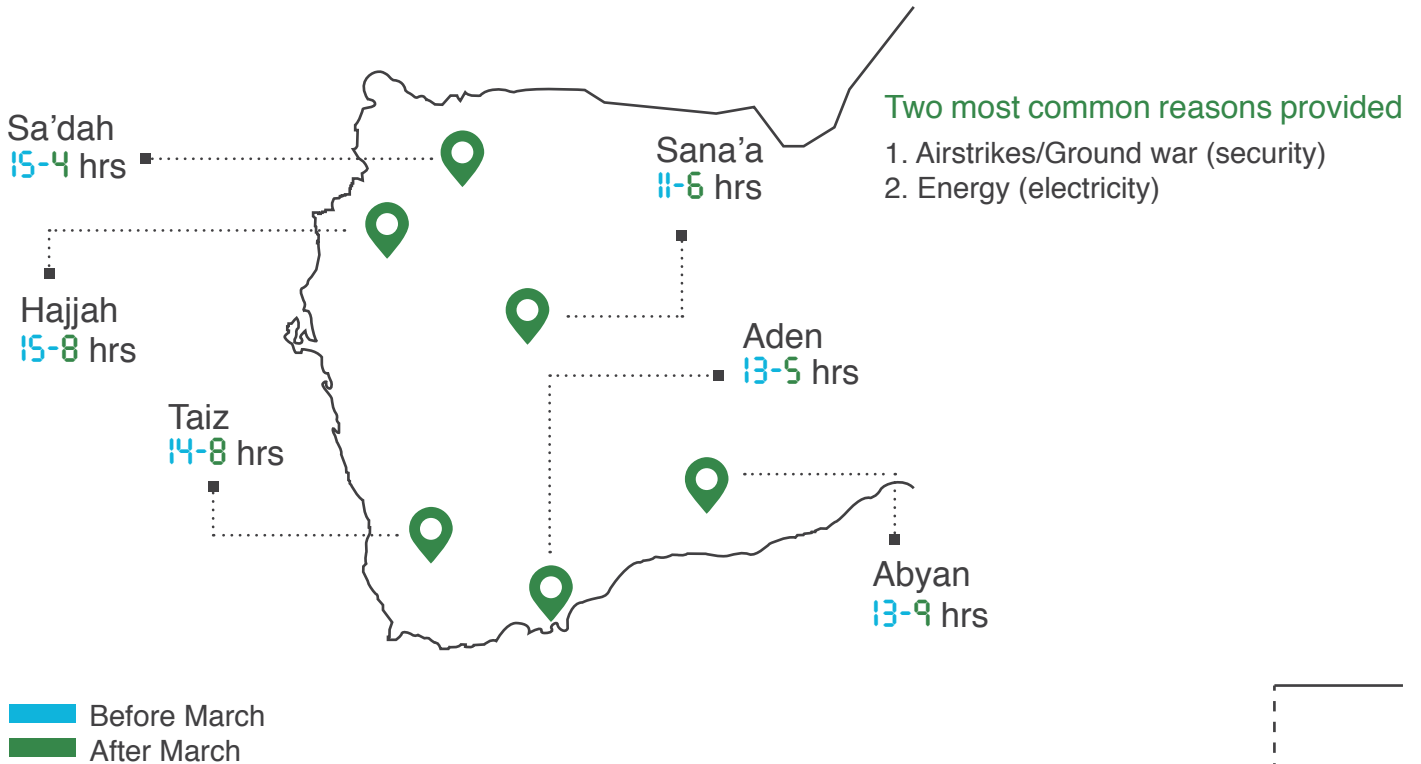 Two most common reasons provided
1. Airstrikes/Ground war (security)
2. Energy (electricity)
Sa'dah
15-4 hrs
Sana'a
11-6 hrs
Hajjah
15-8 hrs
Aden
13-5 hrs
Taiz
14-8 hrs
Abyan
13-9 hrs
Before March
After March